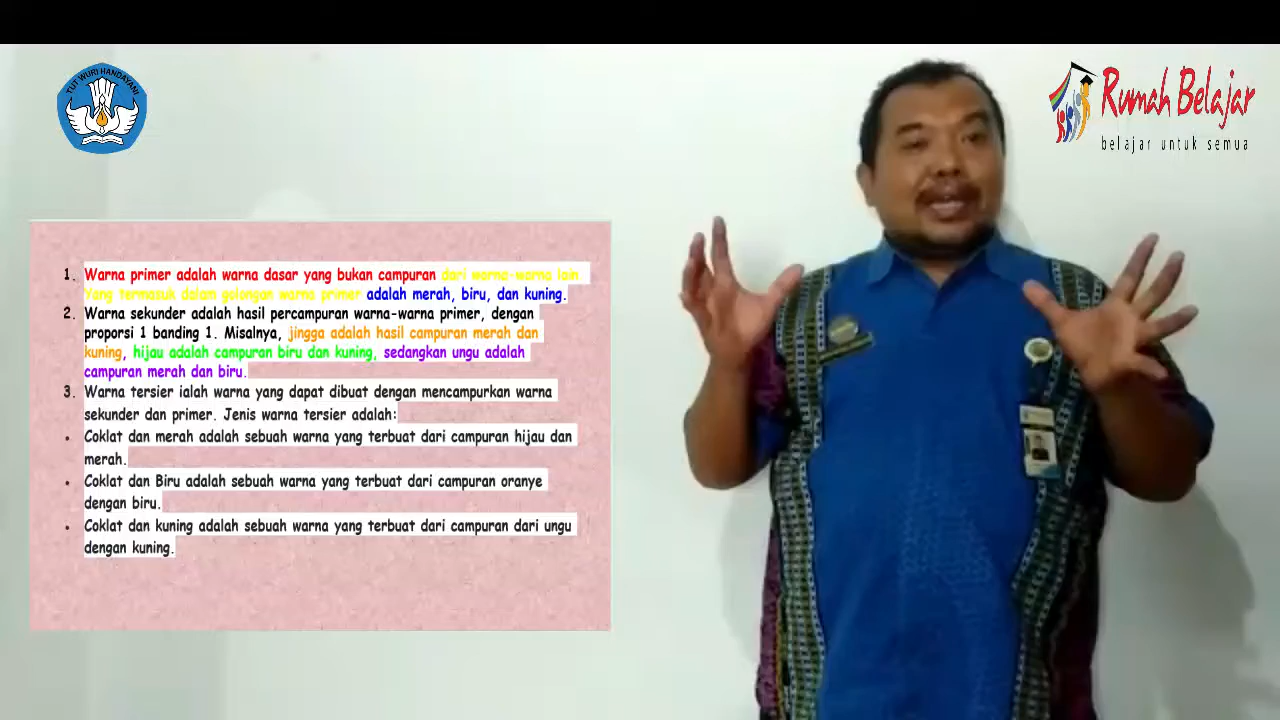 TUT WURI HANDAYANI
Rumah Belajar
belajar untuk semua
1. Warna primer adalah warna dasar yang bukan campuran dari warna-warna lain
Yang termasuk dalam golongan warna primer adalah merah, biru, dan kuning.
2. Warna sekunder adalah hasil percampuran warna-warna primer, dengan
proporsi 1 banding 1. Misalnya, jingga adalah hasil campuran merah dan
kuning, hijau adalah campuran biru dan kuning, sedangkan ungu adalah
campuran merah dan biru.
3. Warna tersier ialah warna yang dapat dibuat dengan mencampurkan warna
sekunder dan primer. Jenis warna tersier adalah:
• Coklat dan merah adalah sebuah warna yang terbuat dari campuran hijau dan
merah.
• Coklat dan Biru adalah sebuah warna yang terbuat dari campuran oranye
dengan biru.
• Coklat dan kuning adalah sebuah warna yang terbuat dari campuran dari ungu
dengan kuning.